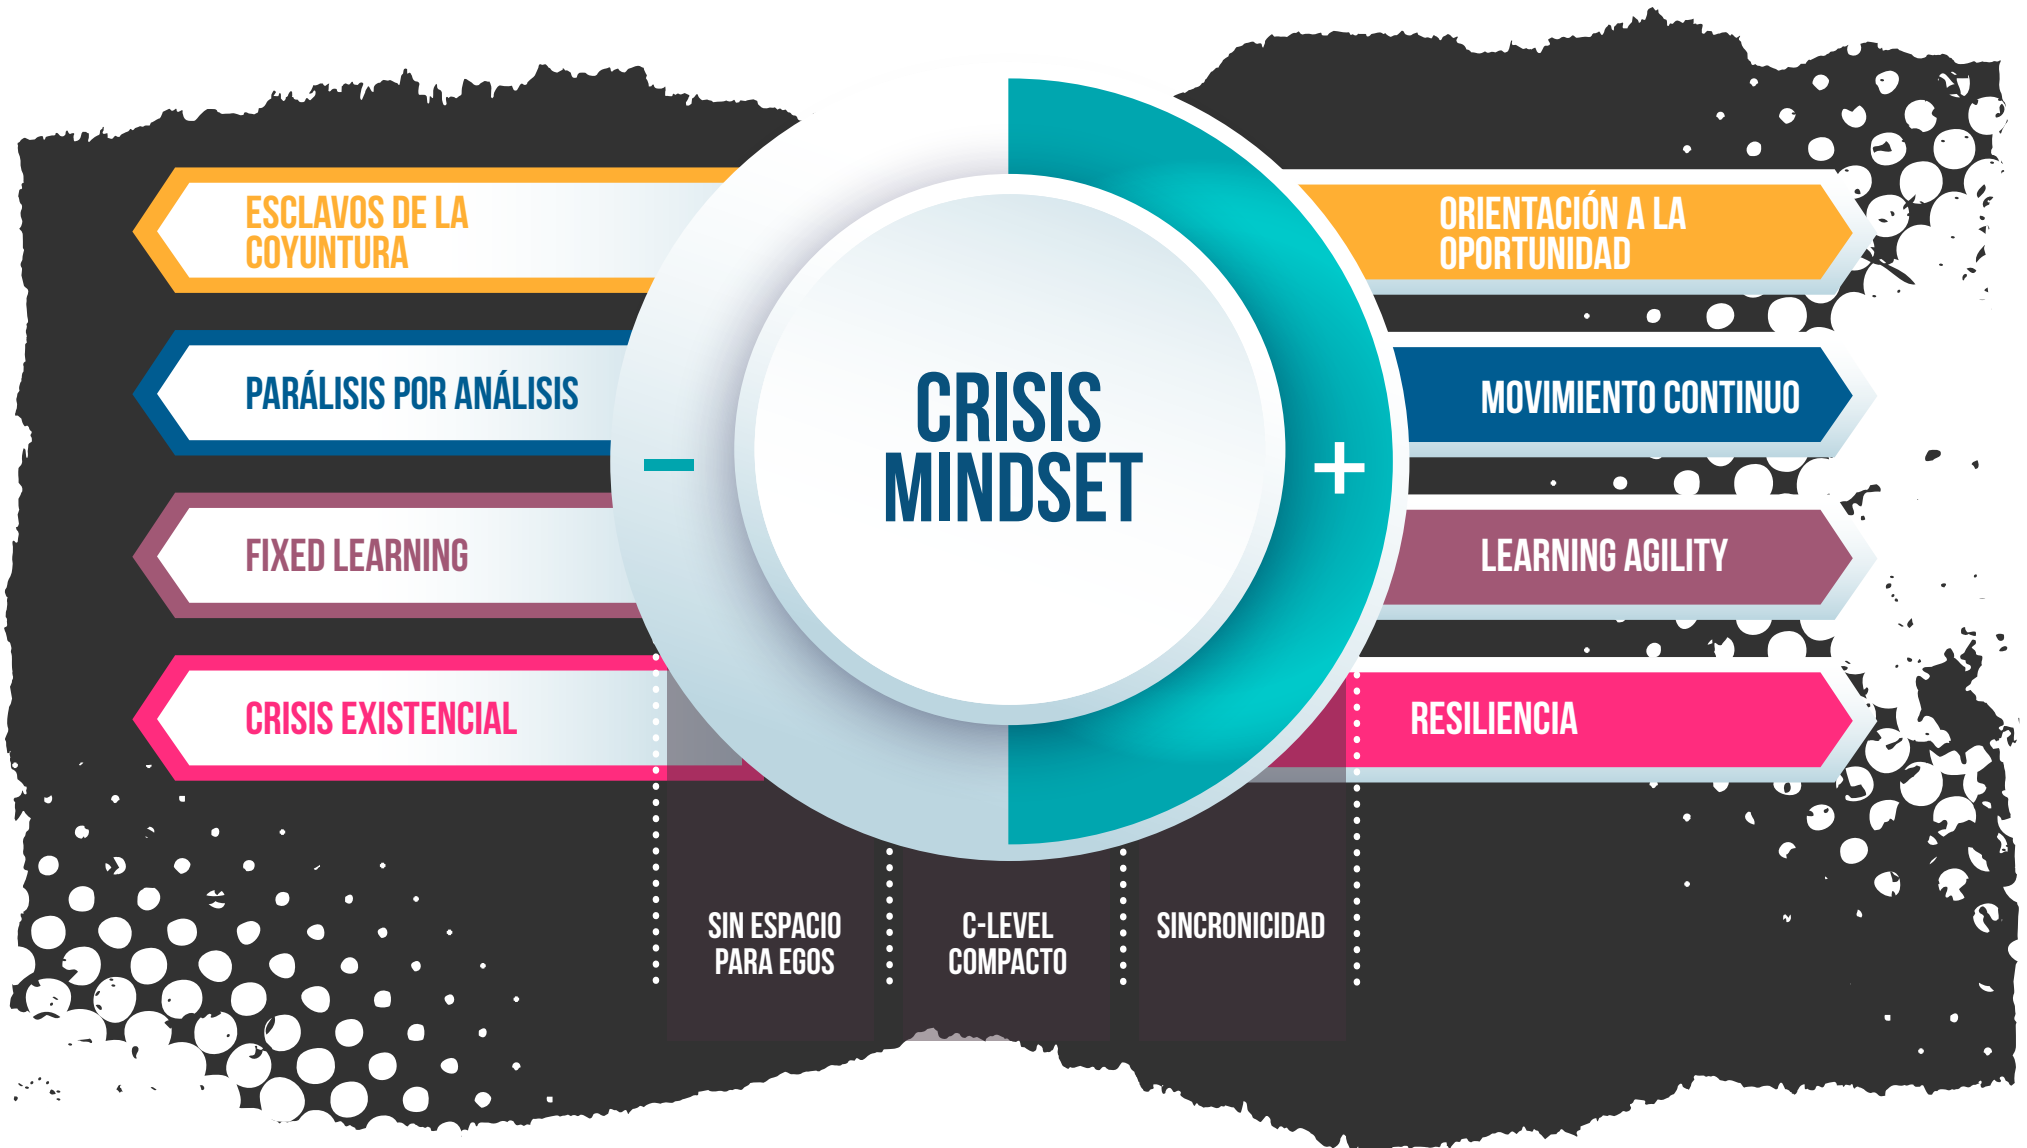 ESCLAVOS DE LA
COYUNTURA
PARÁLISIS POR ANÁLISIS
FIXED LEARNING
CRISIS EXISTENCIAL
–
CRISIS
MINDSET
+
ORIENTACIÓN A LA
OPORTUNIDAD
MOVIMIENTO CONTINUO
LEARNING AGILITY
RESILIENCIA
SIN ESPACIO
PARA EGOS
C-LEVEL
COMPACTO
SINCRONICIDAD